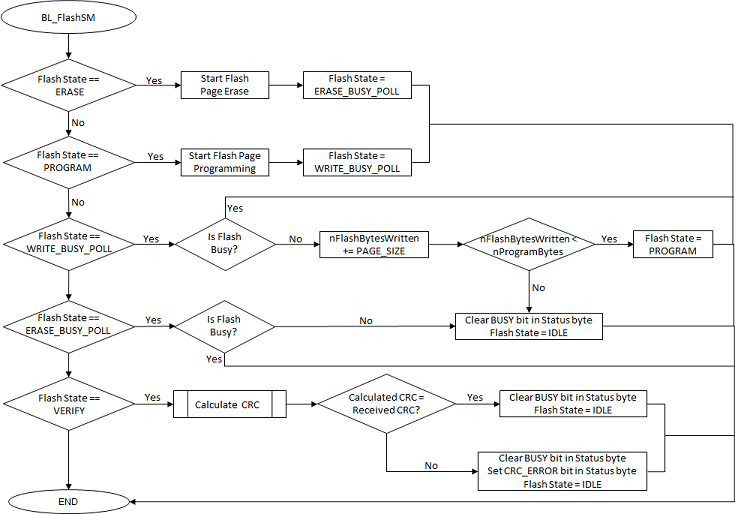 BL_FlashSM
Flash State ==
ERASE
Yes
Start Flash
Page Erase
Flash State =
ERASE_BUSY_POLL
No
Flash State ==
PROGRAM
Yes
Start Flash Page
Programming
Flash State =
WRITE_BUSY_POLL
No
Yes
Flash State ==
WRITE_BUSY_POLL
Yes
Is Flash
Busy?
No
nFlashBytesWritten
+= PAGE_SIZE
nFlashBytesWritten <
nProgramBytes
Yes
Flash State =
PROGRAM
No
Flash State ==
ERASE_BUSY_POLL
Yes
Is Flash
Busy?
No
Clear BUSY bit in Status byte
Flash State = IDLE
Yes
Flash State ==
VERIFY
Yes
Calculate CRC
Calculated CRC =
Received CRC?
Yes
Clear BUSY bit in Status byte
Flash State = IDLE
No
Clear BUSY bit in Status byte
Set CRC_ERROR bit in Status byte
Flash State = IDLE
END